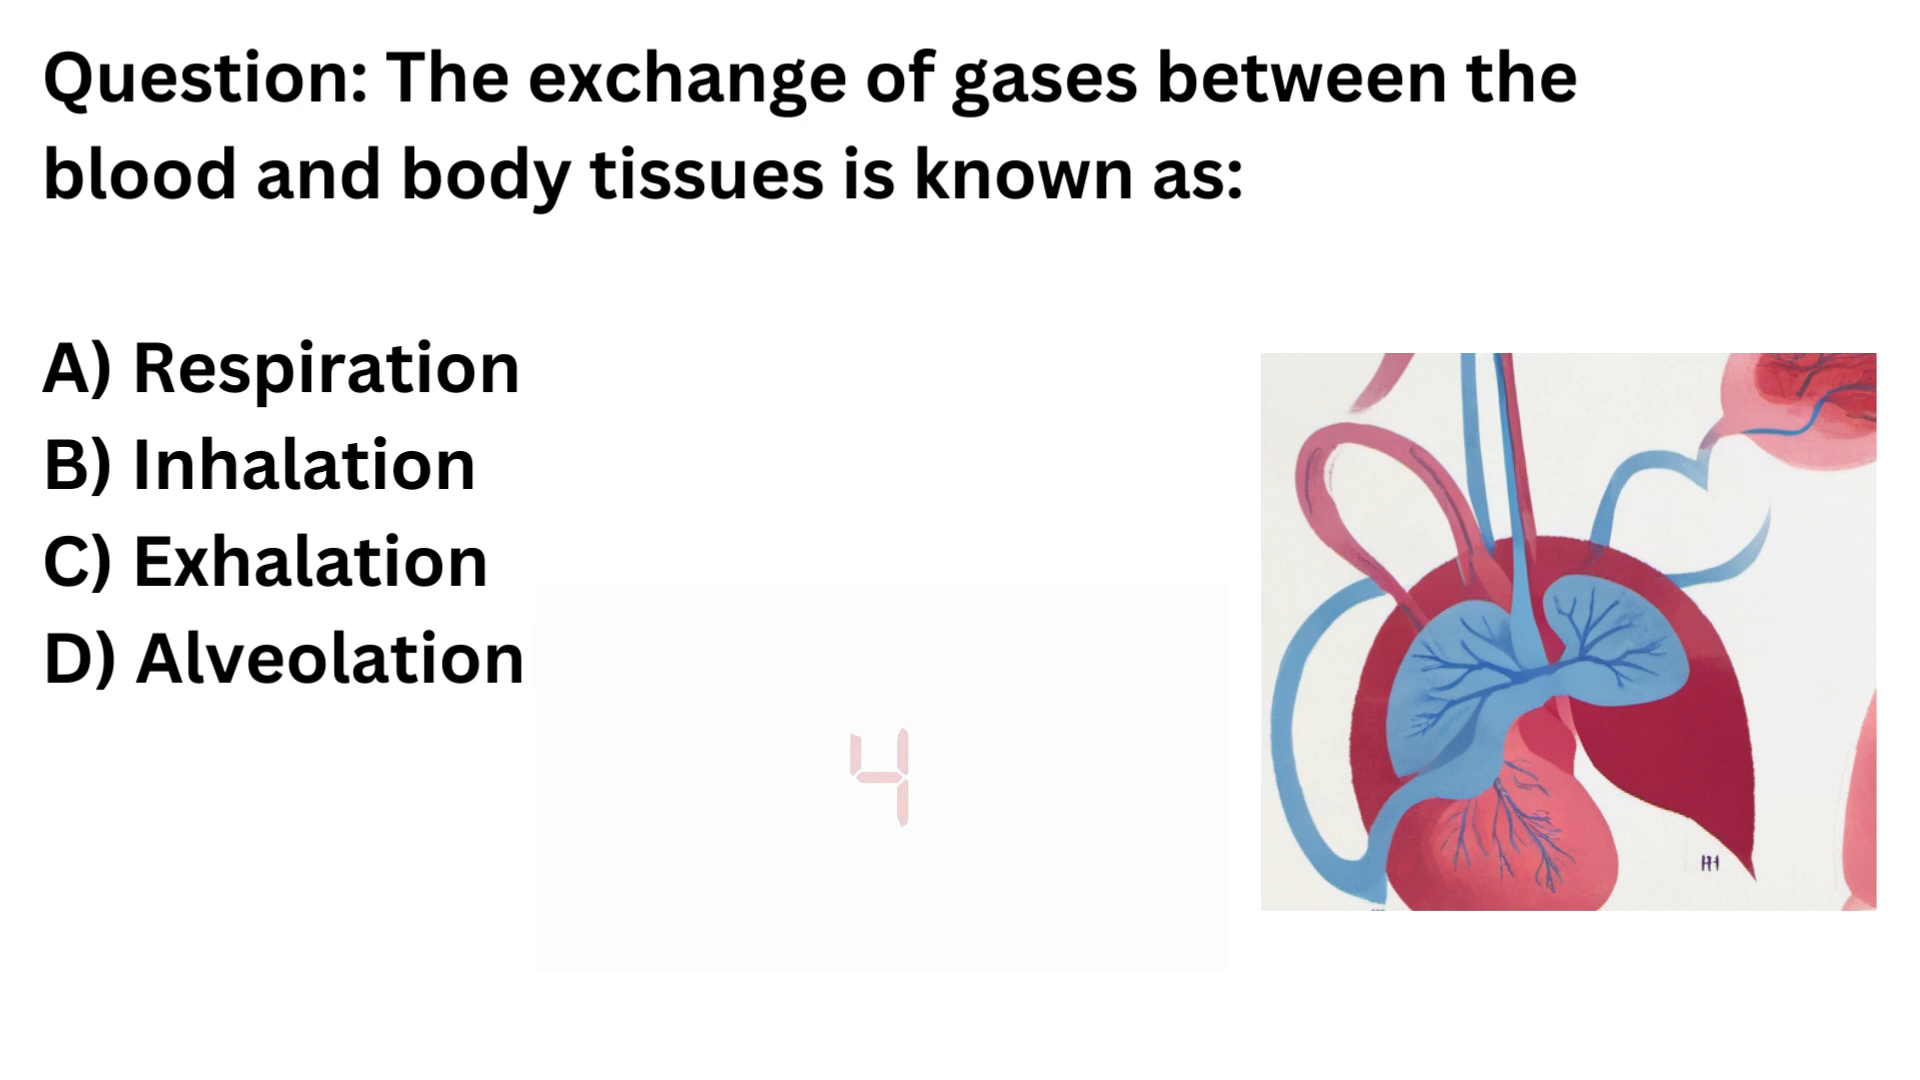 Question: The exchange of gases between the
blood and body tissues is known as:
A) Respiration
B) Inhalation
C) Exhalation
D) Alveolation
4